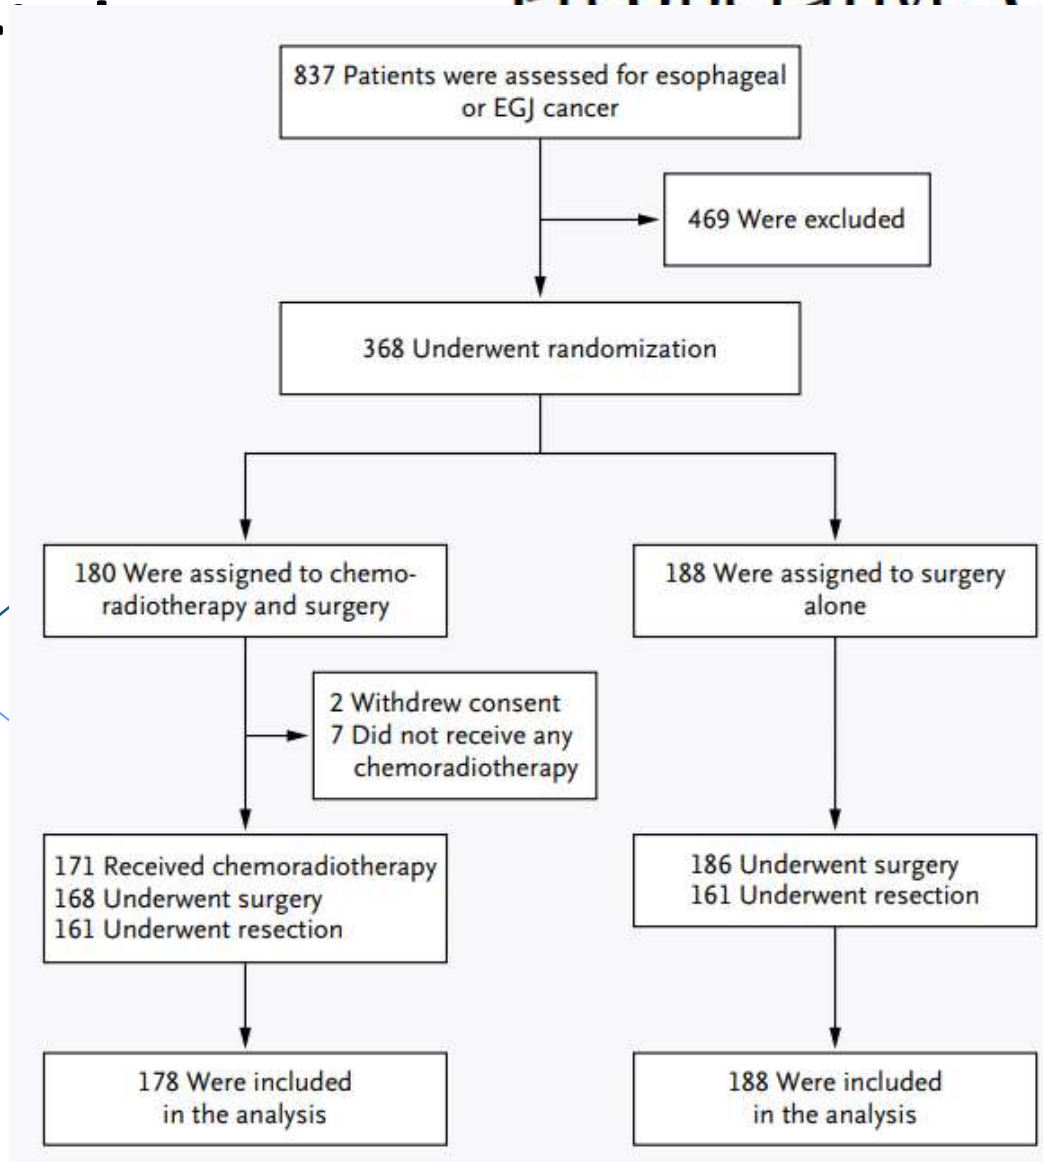 837 Patients were assessed for esophageal
or EGJ cancer
469 Were excluded
368 Underwent randomization
180 Were assigned to chemo-
radiotherapy and surgery
188 Were assigned to surgery
alone
2 Withdrew consent
7 Did not receive any
chemoradiotherapy
171 Received chemoradiotherapy
168 Underwent surgery
161 Underwent resection
186 Underwent surgery
161 Underwent resection
178 Were included
in the analysis
188 Were included
in the analysis